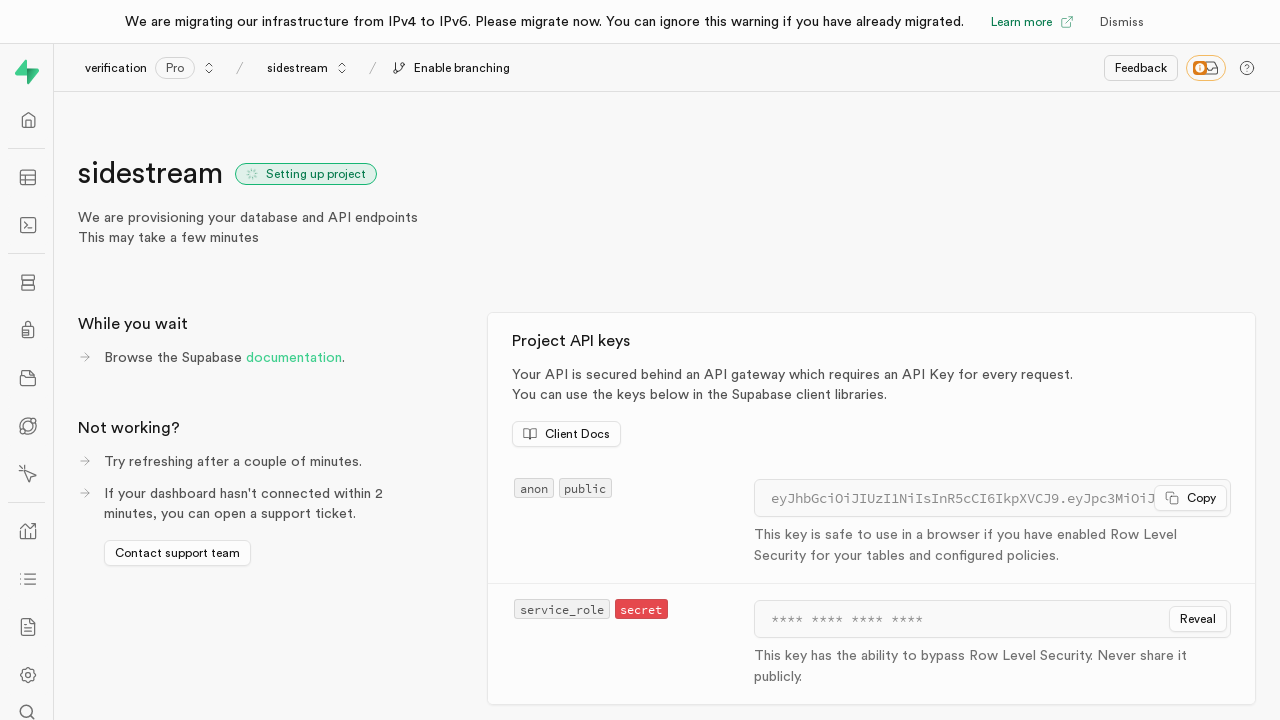 We are migrating our infrastructure from IPv4 to IPv6. Please migrate now. You can ignore this warning if you have already migrated. Learn more Dismiss
verification Pro / sidestream / Enable branching Feedback
sidestream Setting up project
We are provisioning your database and API endpoints
This may take a few minutes
While you wait
Browse the Supabase documentation.
Not working?
Try refreshing after a couple of minutes.
If your dashboard hasn't connected within 2
minutes, you can open a support ticket.
Contact support team
Project API keys
Your API is secured behind an API gateway which requires an API Key for every request.
You can use the keys below in the Supabase client libraries.
Client Docs
anon public eyJhbGciOiJIUzI1NiIsInR5cCI6IkpXVCJ9.eyJpc3MiOiJ Copy
This key is safe to use in a browser if you have enabled Row Level
Security for your tables and configured policies.
service_role secret **** **** **** **** Reveal
This key has the ability to bypass Row Level Security. Never share it
publicly.